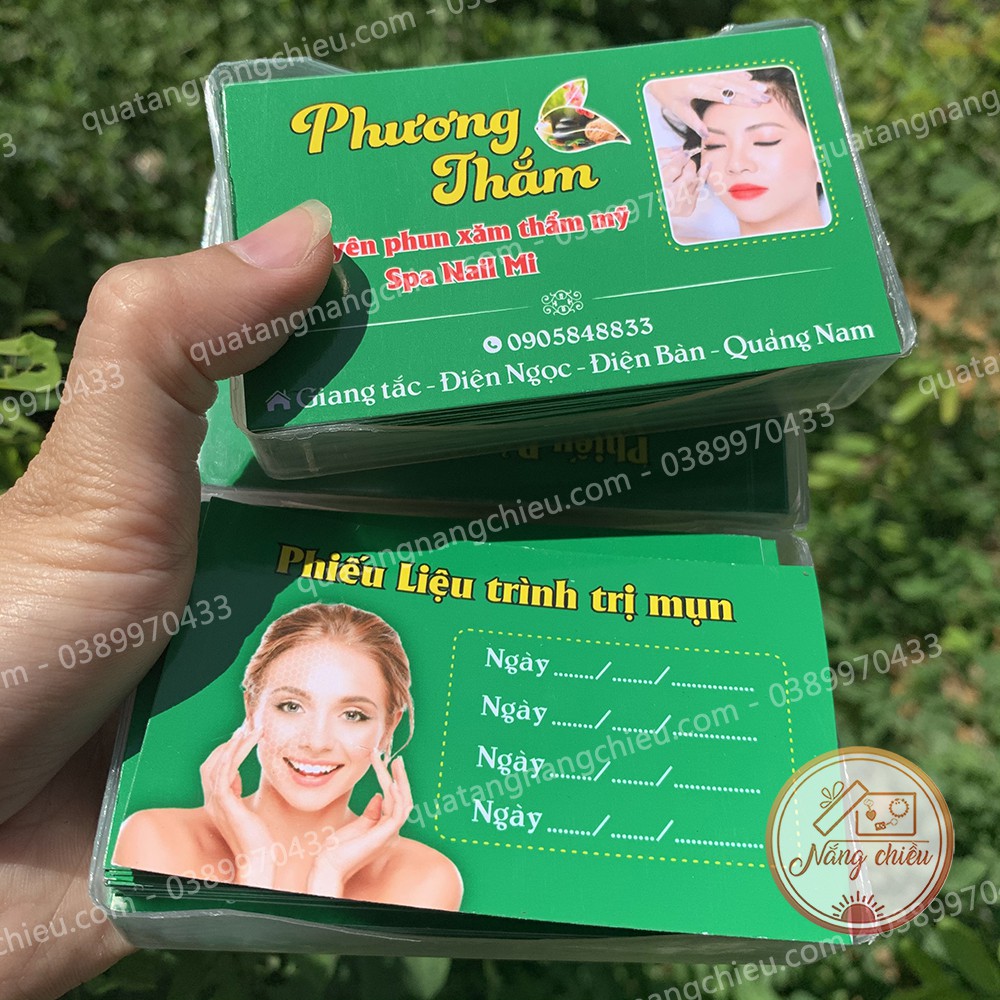 Phương
Thắm
yên phun xăm thẩm mỹ
Spa Nail Mi
0905848833
Giang tắc - Điện Ngọc - Điện Bàn - Quảng Nam
Phiếu Liệu trình trị mụn
Ngày ....... / ...... / ................
Ngày ....... / ...... / ................
Ngày ....... / ...... / ................
Ngày ....... / ...... / ................
Nắng chiều
quatangnangchieu.com - 0389970433